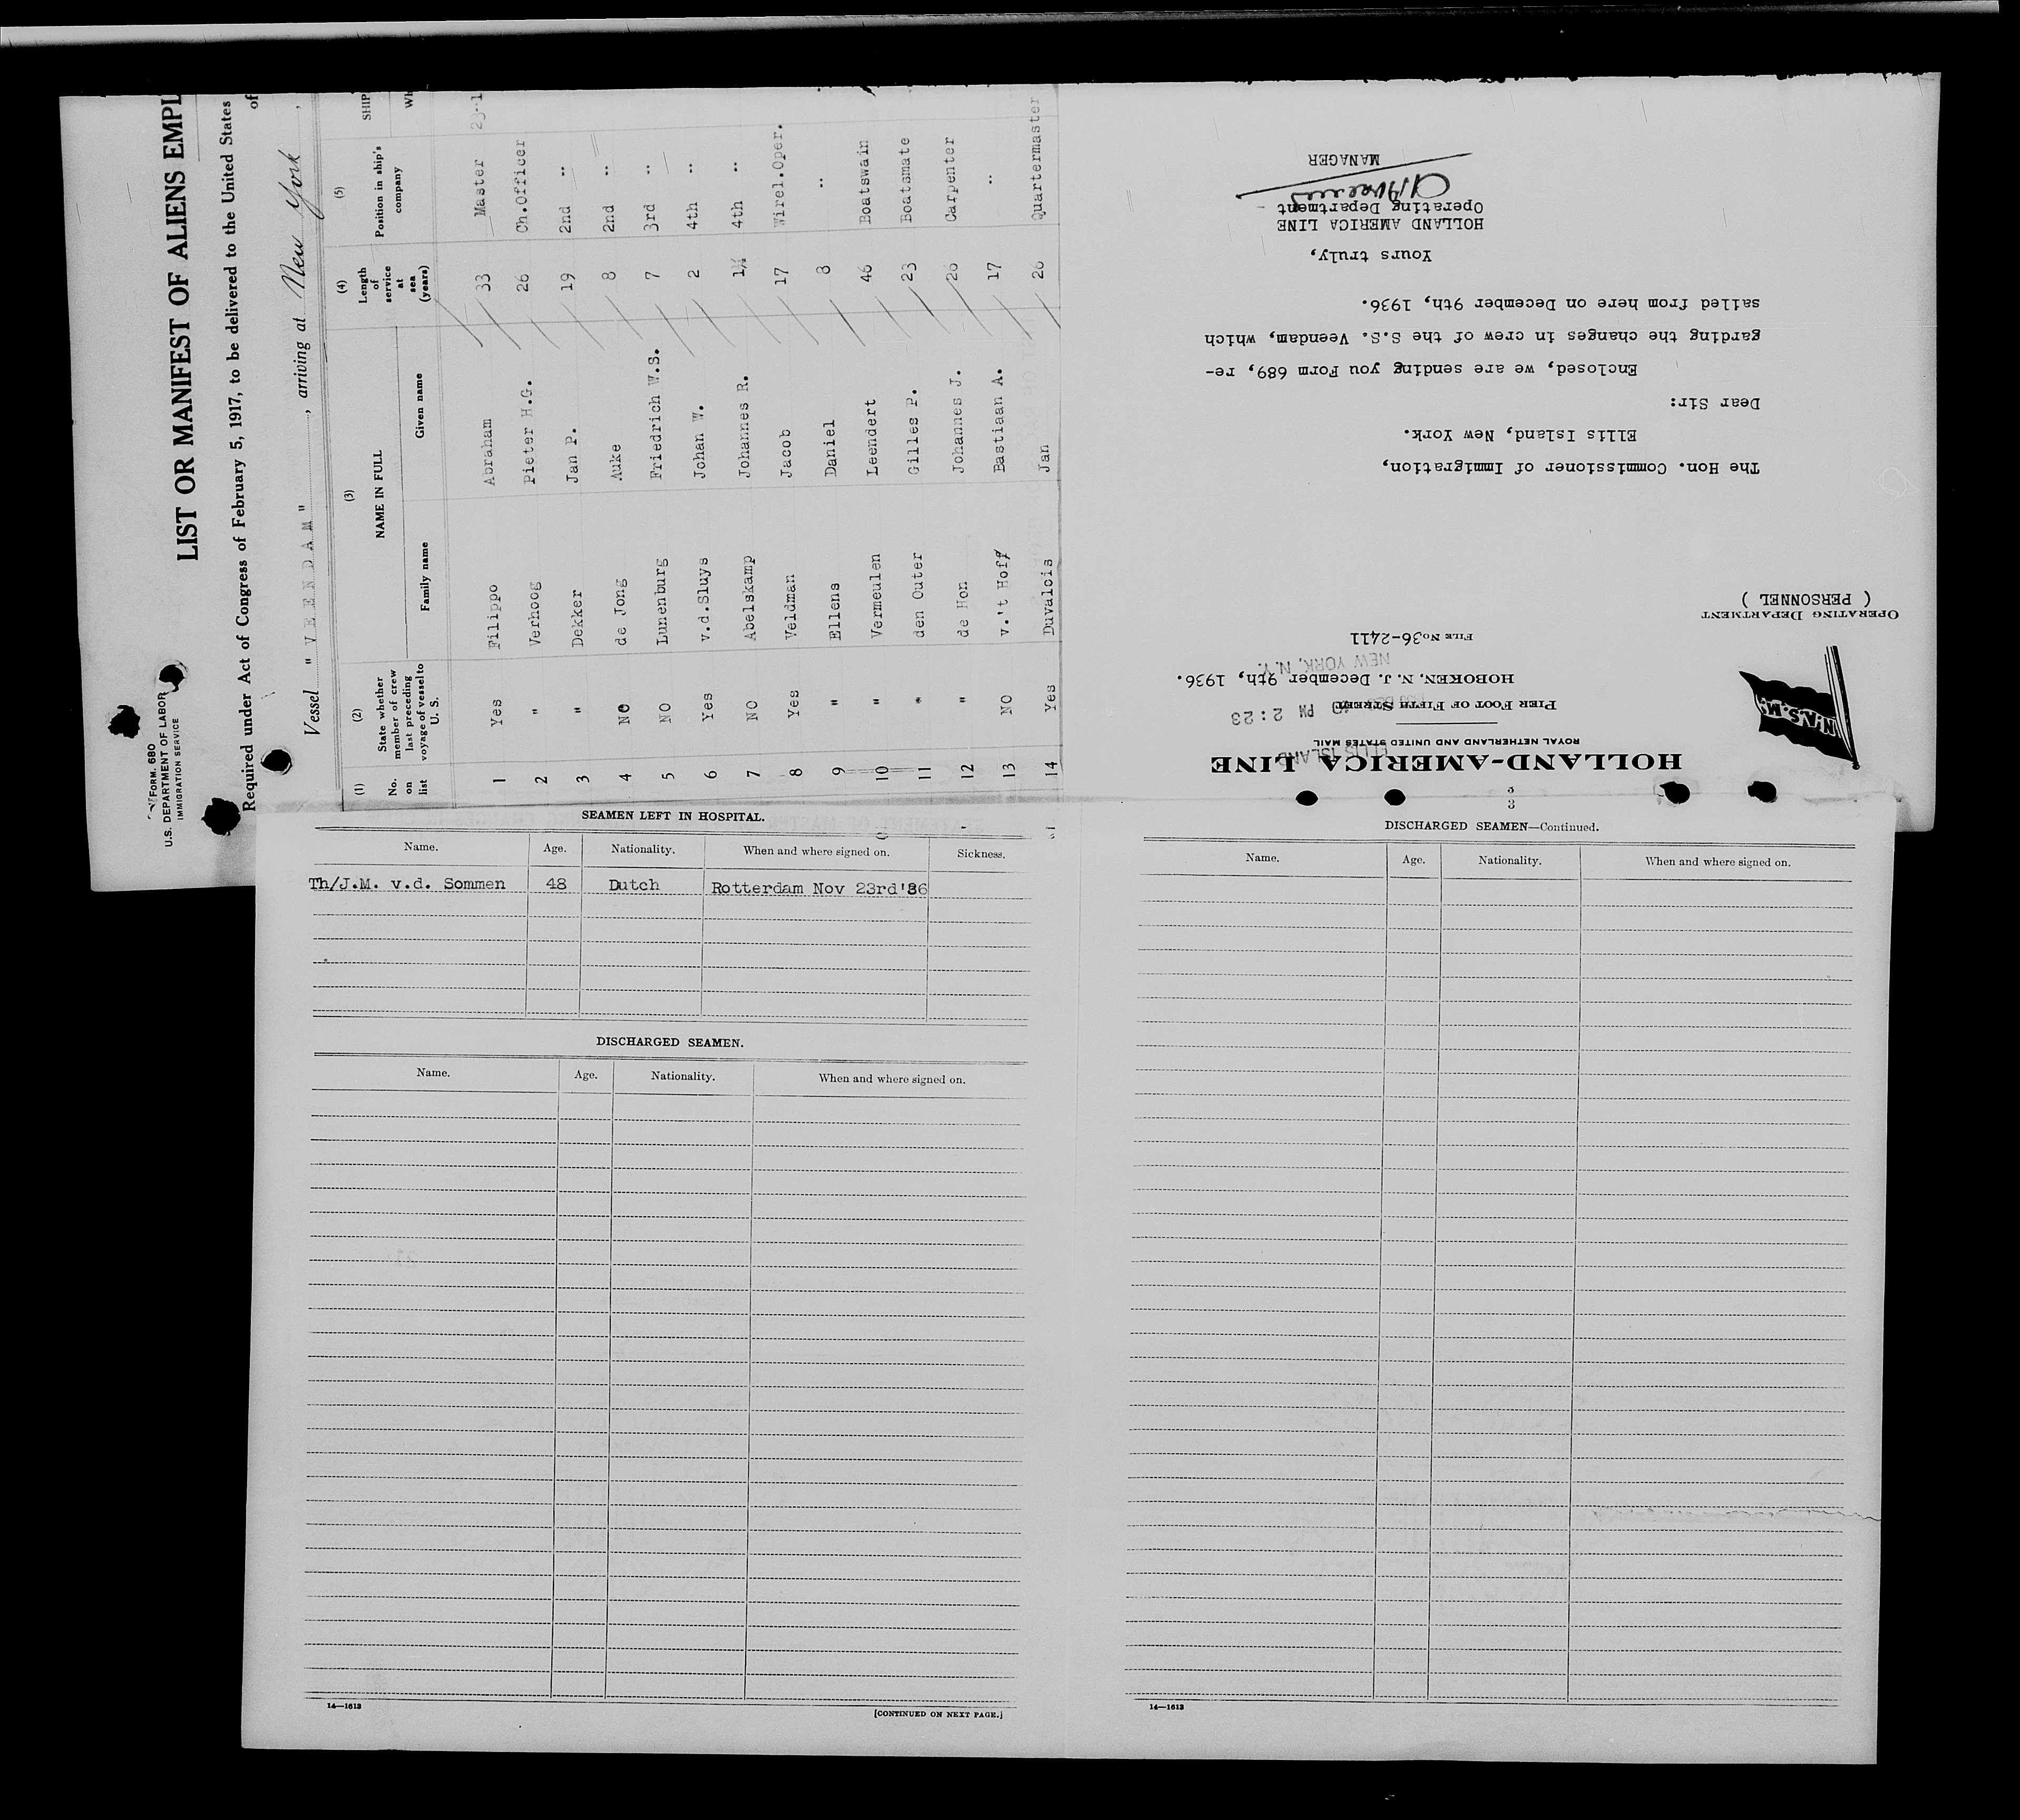 FORM 680
U.S. DEPARTMENT OF LABOR
IMMIGRATION SERVICE
LIST OR MANIFEST OF ALIENS EMPL
Required under Act of Congress of February 5, 1917, to be delivered to the United States
of
Vessel "VEENDAM", arriving at New York,
(1) (2) (3) (4) (5)
No. on list State whether member of crew on last preceding voyage of vessel to U. S. NAME IN FULL Length of service at sea (years) Position in ship's company SHIP
Family name Given name Wh
1 Yes Filippo Abraham 33 Master 23-1
2 " Verhoog Pieter H.G. 26 Ch.Officer
3 " Dekker Jan P. 19 2nd ..
4 NO de Jong Auke 8 2nd ..
5 NO Lunenburg Friedrich W.S. 7 3rd ..
6 Yes v.d.Sluys Johan W. 2 4th ..
7 NO Abelskamp Johannes R. 1½ 4th ..
8 Yes Veldman Jacob 17 Wirel.Oper.
9 " Ellens Daniel 8 ..
10 " Vermeulen Leendert 46 Boatswain
11 " den Outer Gilles P. 23 Boatsmate
12 " de Hon Johannes J. 26 Carpenter
13 NO v.'t Hoff Bastiaan A. 17 ..
14 Yes Duvalois Jan 26 Quartermaster
HOLLAND-AMERICA LINE
ROYAL NETHERLAND AND UNITED STATES MAIL
PIER FOOT OF FIFTH STREET
HOBOKEN, N. J. December 9th, 1936.
FILE No 36-2411
N.A.S.M.
OPERATING DEPARTMENT
( PERSONNEL )
ELLIS ISLAND
PM 2:23
NEW YORK, N.Y.
The Hon. Commissioner of Immigration,
Ellis Island, New York.
Dear Sir:
Enclosed, we are sending you Form 689, re-
garding the changes in crew of the S.S. Veendam, which
sailed from here on December 9th, 1936.
Yours truly,
HOLLAND AMERICA LINE
Operating Department
MANAGER
SEAMEN LEFT IN HOSPITAL.
Name. Age. Nationality. When and where signed on. Sickness.
Th/J.M. v.d. Sommen 48 Dutch Rotterdam Nov 23rd'36
DISCHARGED SEAMEN.
Name. Age. Nationality. When and where signed on.
14—1613
[CONTINUED ON NEXT PAGE.]
DISCHARGED SEAMEN—Continued.
Name. Age. Nationality. When and where signed on.
14—1613